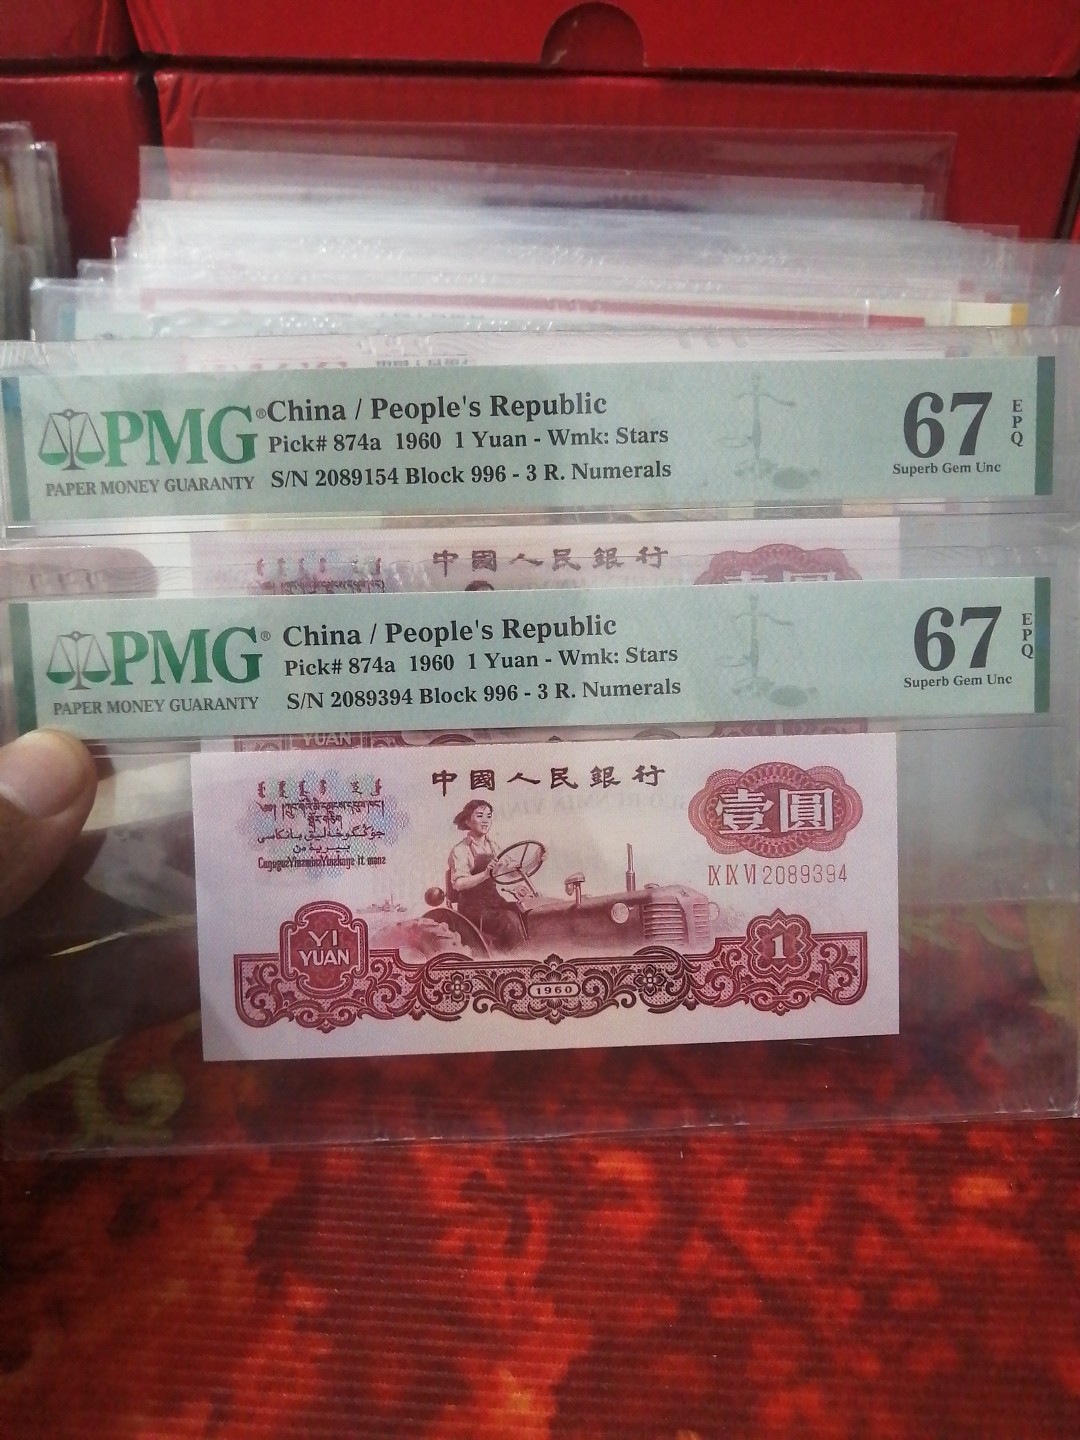 PMG®
PAPER MONEY GUARANTY
China / People's Republic
Pick# 874a 1960 1 Yuan - Wmk: Stars
S/N 2089154 Block 996 - 3 R. Numerals
67
EPQ
Superb Gem Unc
中國人民銀行
PMG®
PAPER MONEY GUARANTY
China / People's Republic
Pick# 874a 1960 1 Yuan - Wmk: Stars
S/N 2089394 Block 996 - 3 R. Numerals
67
EPQ
Superb Gem Unc
YUAN
中國人民銀行
壹圓
IX IX VI 2089394
YI
YUAN
1
1960